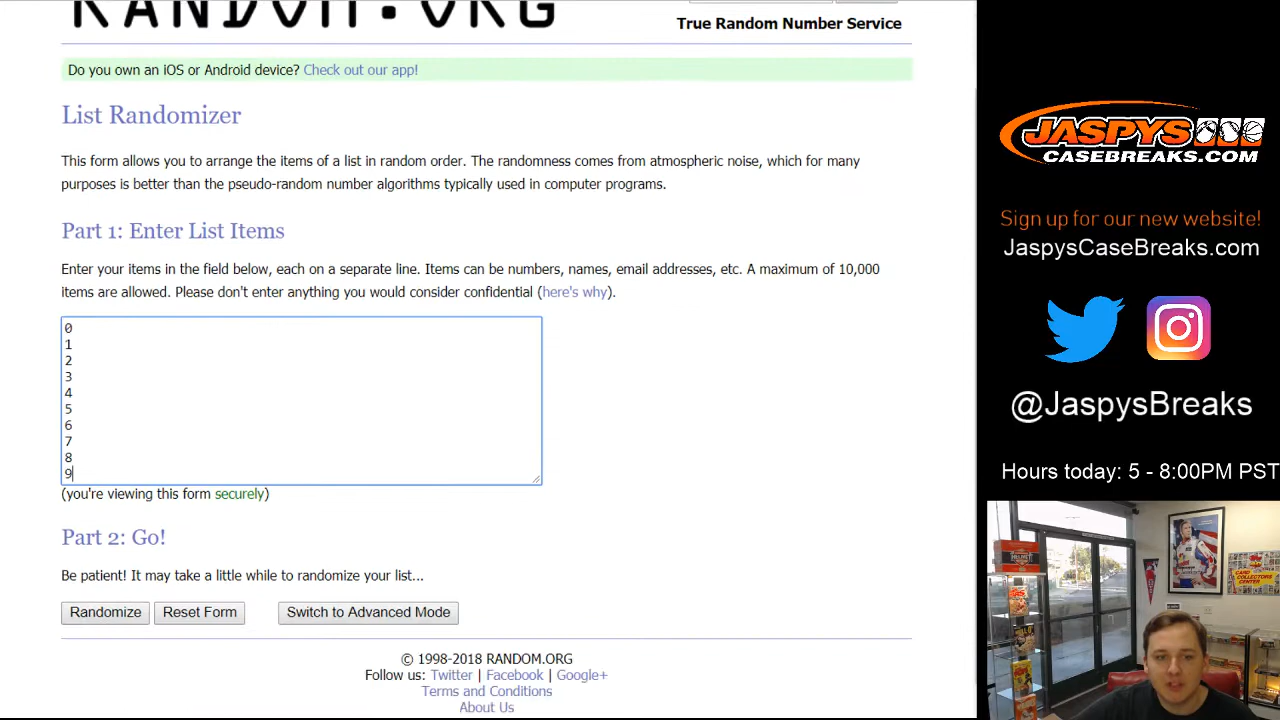 RANDOM.ORG
True Random Number Service
Do you own an iOS or Android device? Check out our app!
List Randomizer
This form allows you to arrange the items of a list in random order. The randomness comes from atmospheric noise, which for many
purposes is better than the pseudo-random number algorithms typically used in computer programs.
Part 1: Enter List Items
Enter your items in the field below, each on a separate line. Items can be numbers, names, email addresses, etc. A maximum of 10,000
items are allowed. Please don't enter anything you would consider confidential (here's why).
0
1
2
3
4
5
6
7
8
9
(you're viewing this form securely)
Part 2: Go!
Be patient! It may take a little while to randomize your list...
Randomize Reset Form Switch to Advanced Mode
© 1998-2018 RANDOM.ORG
Follow us: Twitter | Facebook | Google+
Terms and Conditions
About Us
JASPYS
CASEBREAKS.COM
Sign up for our new website!
JaspysCaseBreaks.com
@JaspysBreaks
Hours today: 5 - 8:00PM PST
CARD
COLLECTORS
CENTER